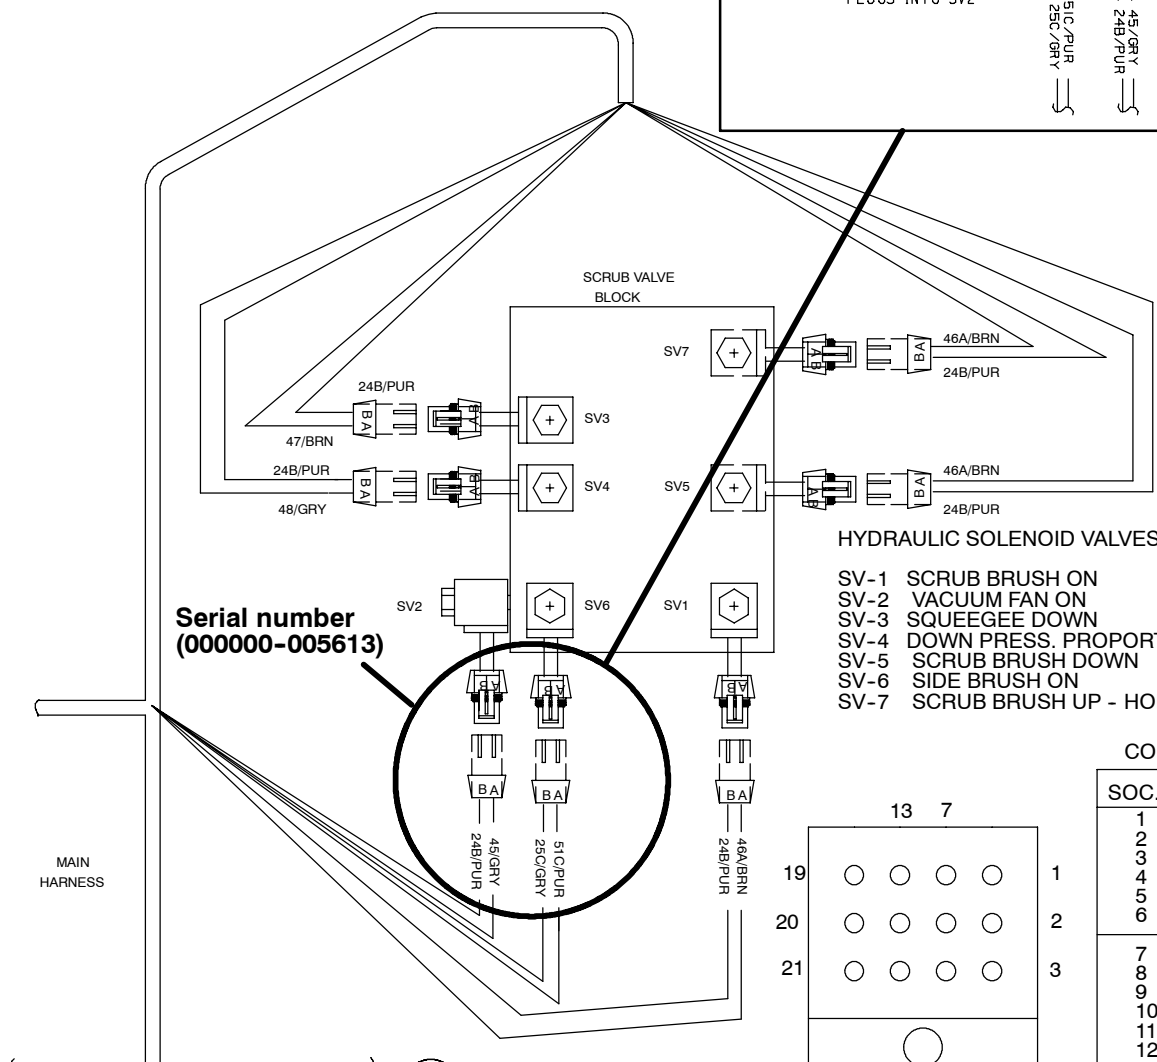 51C/PUR
25C/GRY
45/GRY
24B/PUR
SCRUB VALVE
BLOCK
SV7
A
B
B A
46A/BRN
24B/PUR
24B/PUR
B A
47/BRN
A B
SV3
24B/PUR
B A
48/GRY
A B
SV4
SV5
A
B
B A
46A/BRN
24B/PUR
HYDRAULIC SOLENOID VALVES
SV-1 SCRUB BRUSH ON
SV-2 VACUUM FAN ON
SV-3 SQUEEGEE DOWN
SV-4 DOWN PRESS. PROPORT
SV-5 SCRUB BRUSH DOWN
SV-6 SIDE BRUSH ON
SV-7 SCRUB BRUSH UP - HO
Serial number
(000000-005613)
SV2
SV6
SV1
A B
A B
A B
B A
B A
B A
24B/PUR
45/GRY
25C/GRY
51C/PUR
24B/PUR
46A/BRN
MAIN
HARNESS
CO
SOC.
1
2
3
4
5
6
7
8
9
10
11
12
13 7
19 1
20 2
21 3